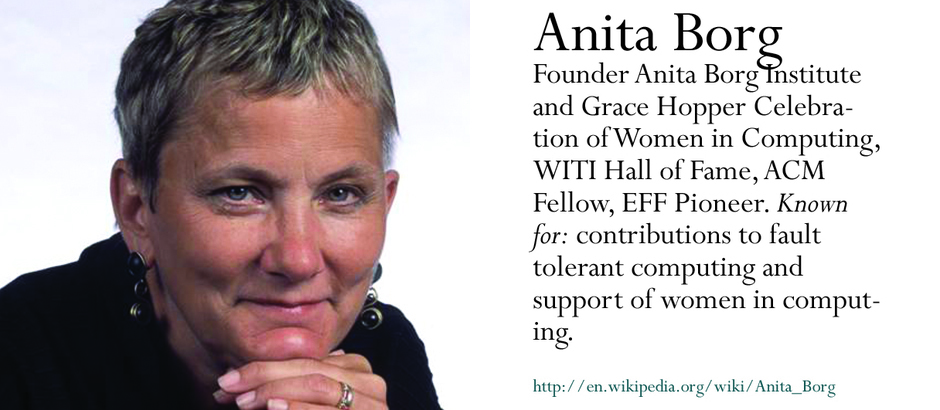 Anita Borg
Founder Anita Borg Institute
and Grace Hopper Celebra-
tion of Women in Computing,
WITI Hall of Fame, ACM
Fellow, EFF Pioneer. Known
for: contributions to fault
tolerant computing and
support of women in comput-
ing.
http://en.wikipedia.org/wiki/Anita_Borg